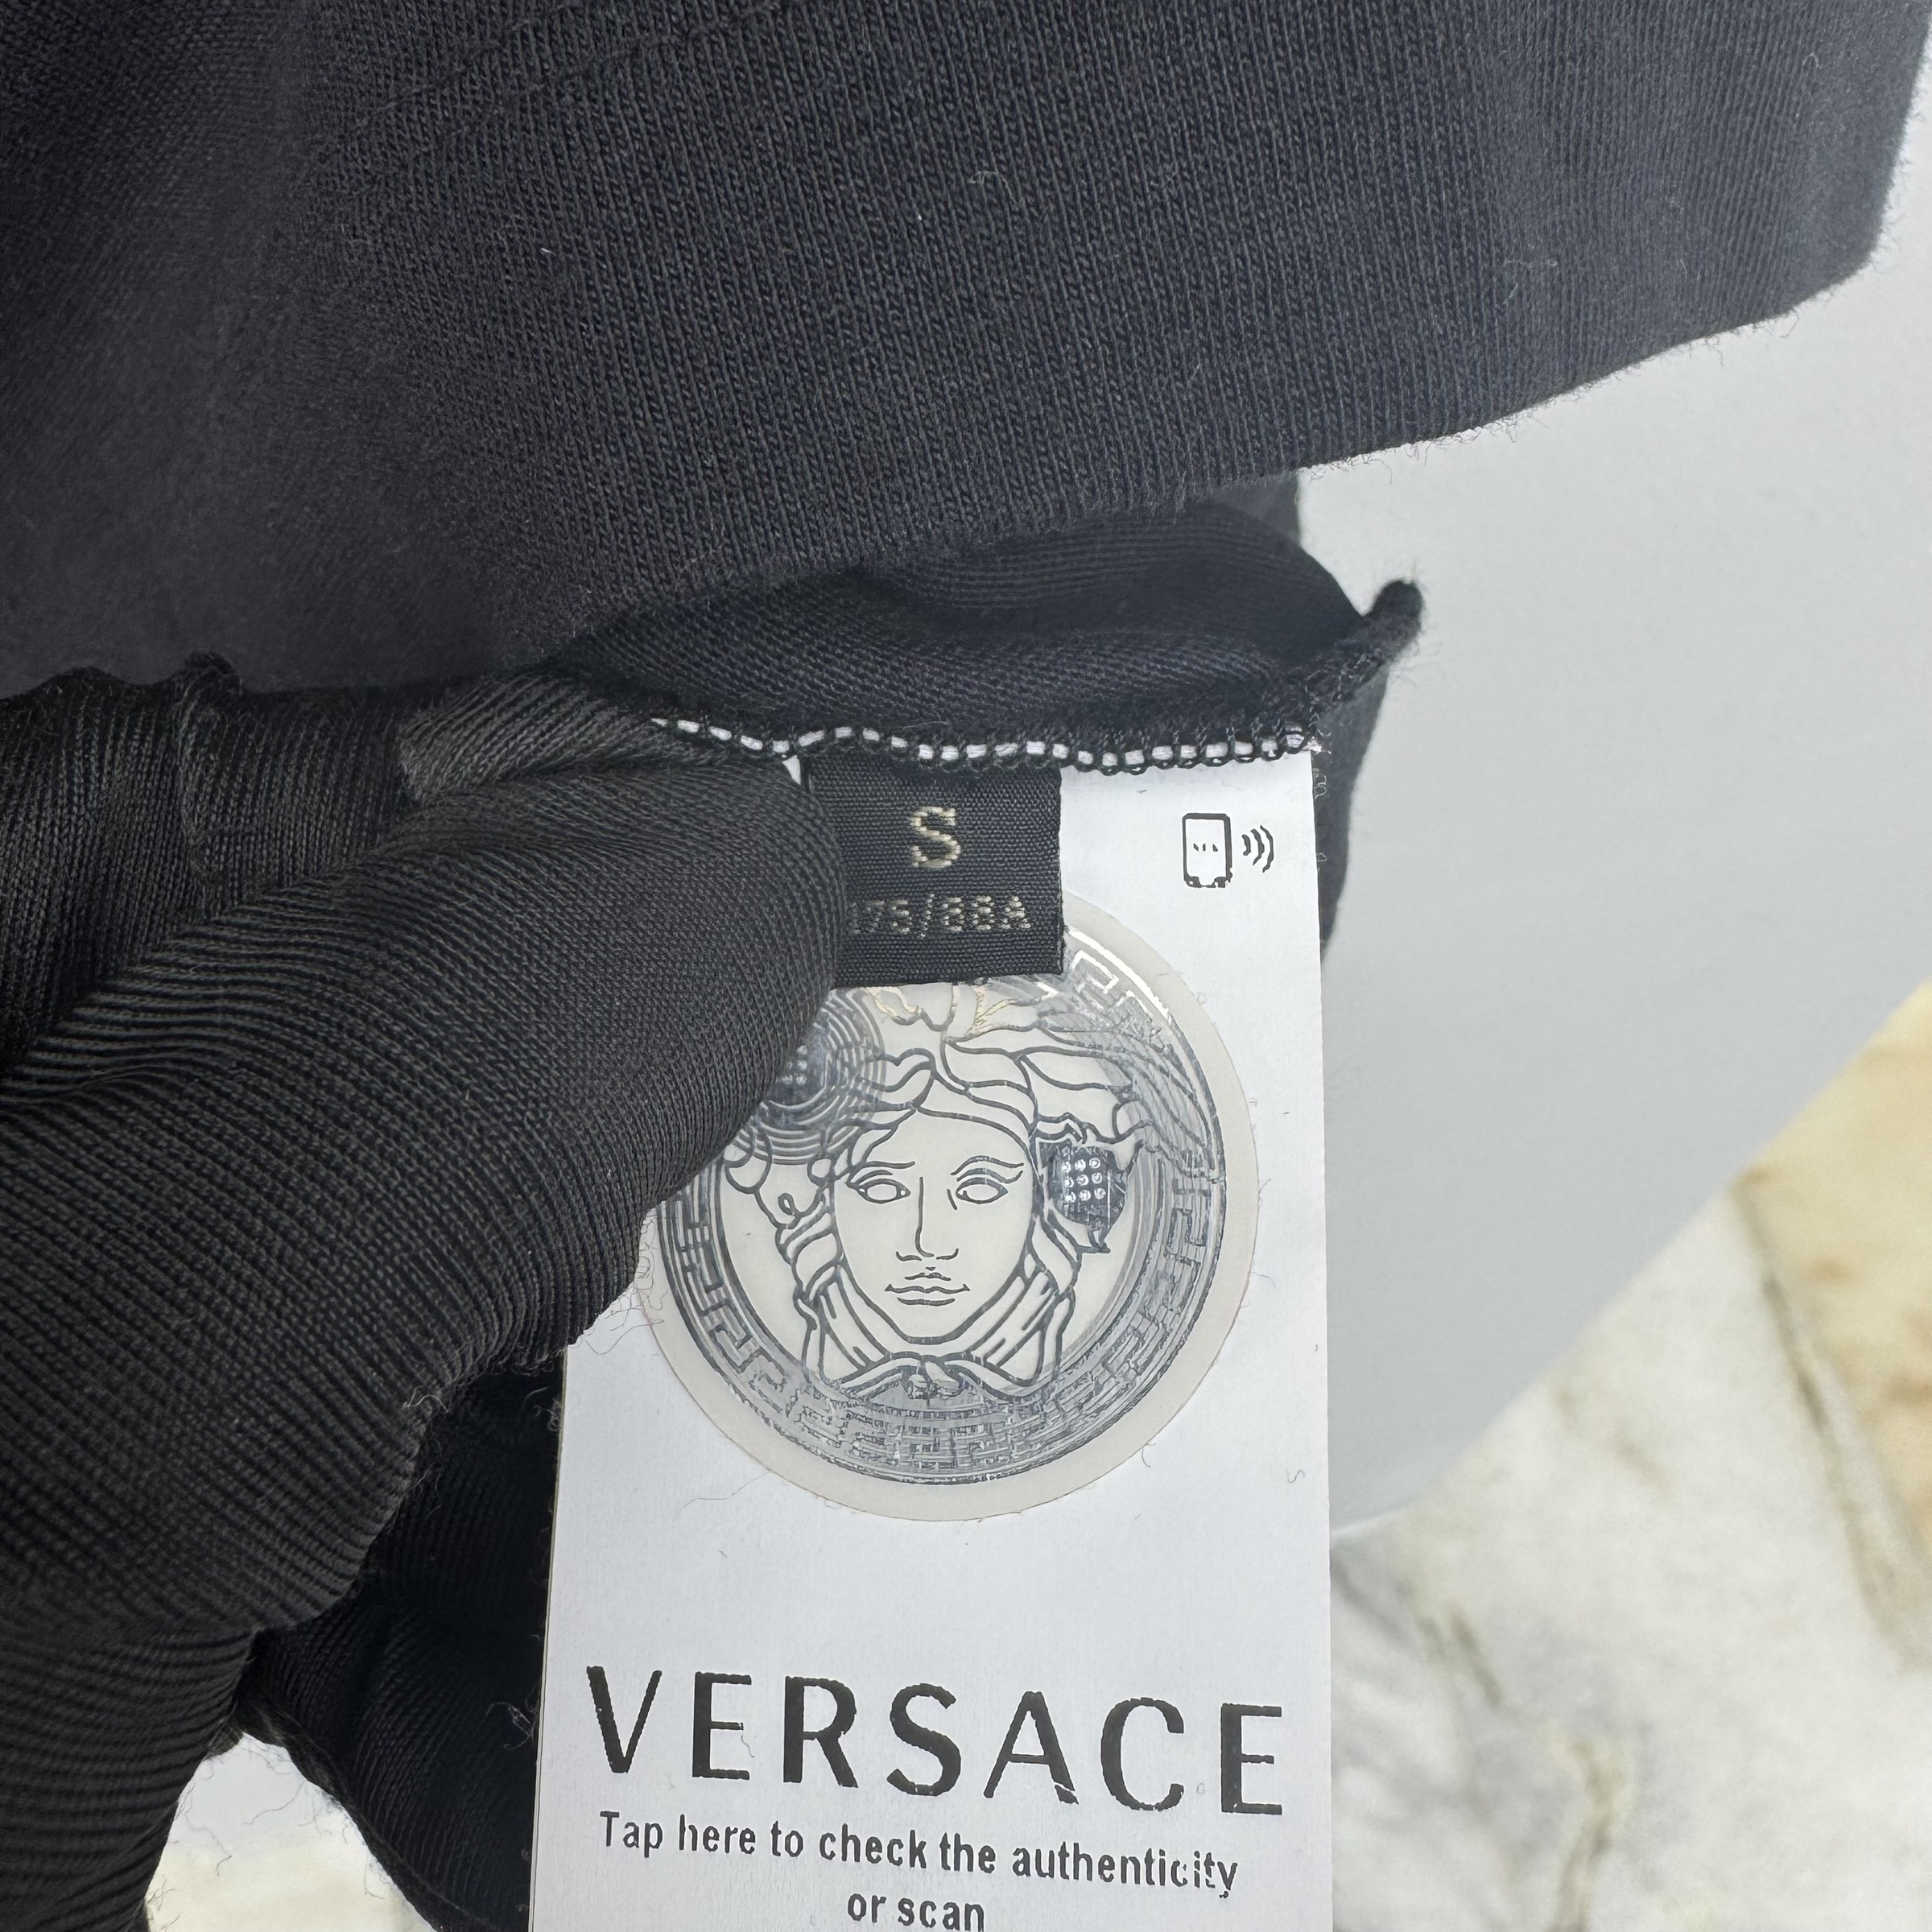 S
175/88A
VERSACE
Tap here to check the authenticity
or scan